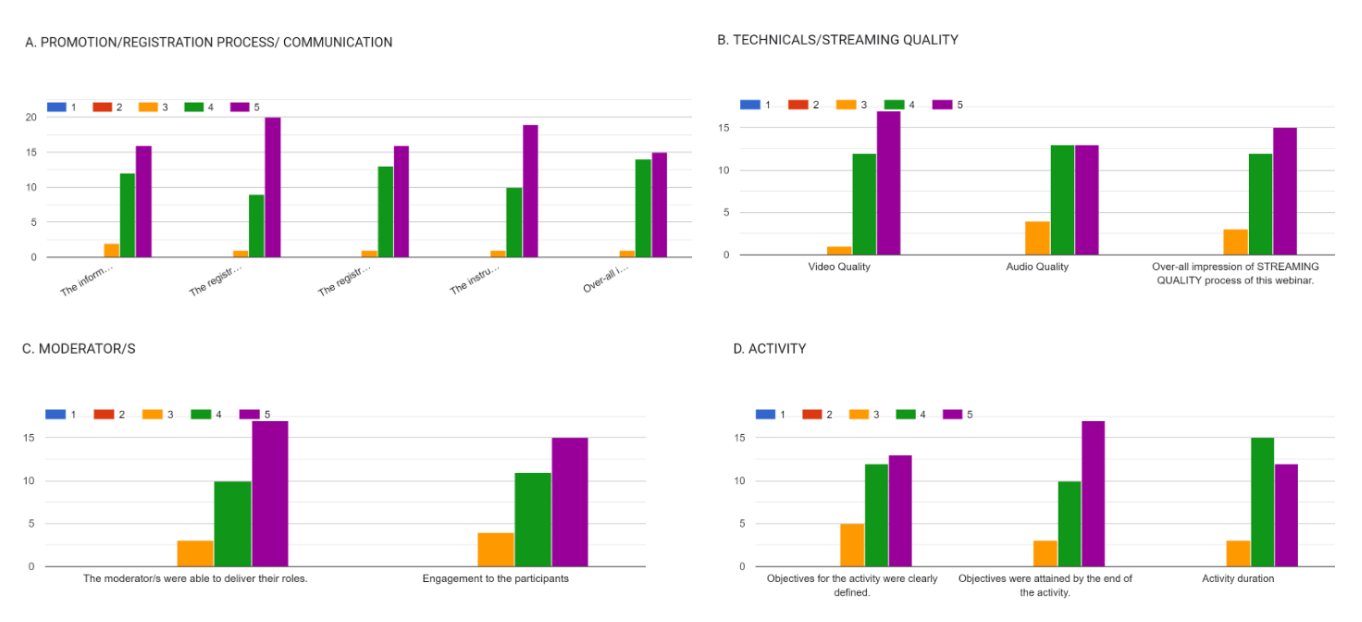 A. PROMOTION/REGISTRATION PROCESS/ COMMUNICATION
1 2 3 4 5
20
15
10
5
0
The inform...
The registr...
The registr...
The instru...
Over-all i...
B. TECHNICALS/STREAMING QUALITY
1 2 3 4 5
15
10
5
0
Video Quality
Audio Quality
Over-all impression of STREAMING
QUALITY process of this webinar.
C. MODERATOR/S
1 2 3 4 5
15
10
5
0
The moderator/s were able to deliver their roles.
Engagement to the participants
D. ACTIVITY
1 2 3 4 5
15
10
5
0
Objectives for the activity were clearly
defined.
Objectives were attained by the end of
the activity.
Activity duration